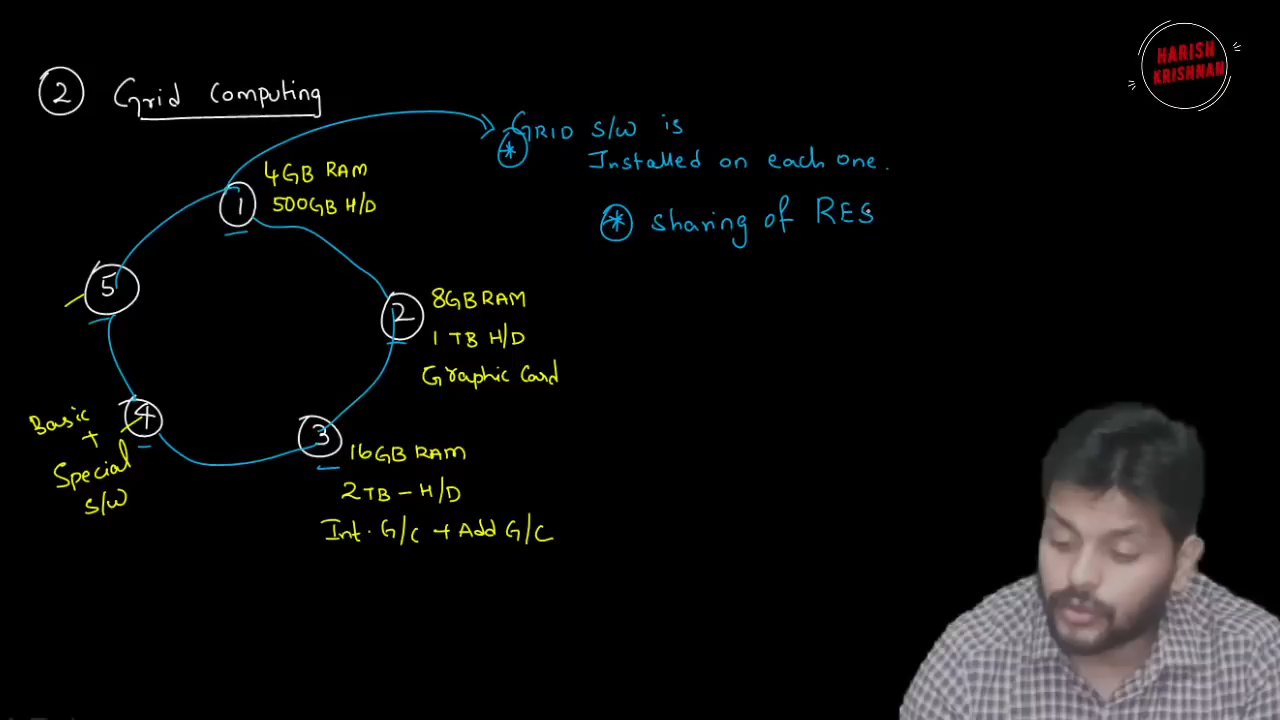 2 Grid Computing
GRID S/W is
* Installed on each one.
* Sharing of RES
1
4GB RAM
500GB H/D
2
8GB RAM
1 TB H/D
Graphic Card
3
16GB RAM
2TB - H/D
Int. G/C + Add G/C
4
Basic
+
Special
S/W
5
HARISH
KRISHNAN